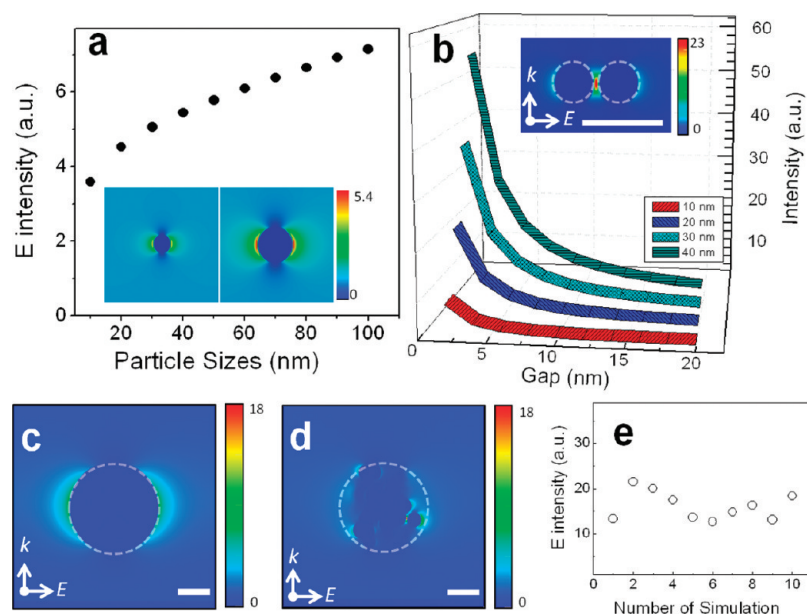 a
E intensity (a.u.)
6
4
2
0
20 40 60 80 100
Particle Sizes (nm)
5.4
0
b
k
E
23
0
60
50
40
30
20
10
Intensity (a.u.)
10 nm
20 nm
30 nm
40 nm
0 5 10 15 20
Gap (nm)
c
k
E
18
0
d
k
E
18
0
e
E intensity (a.u.)
30
20
10
0 2 4 6 8 10
Number of Simulation